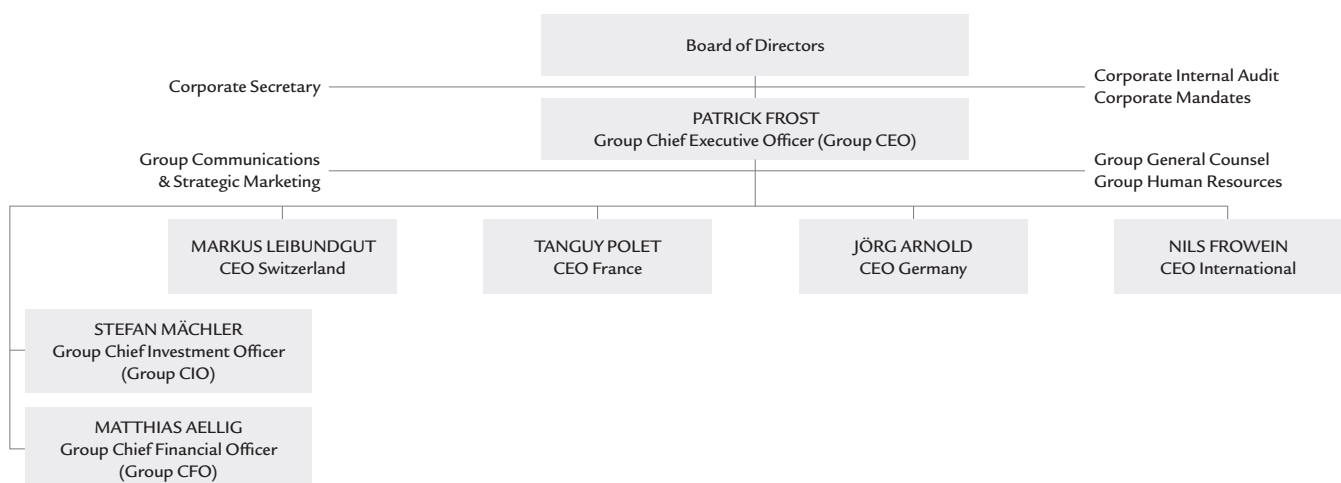 Board of Directors
Corporate Secretary
Corporate Internal Audit
Corporate Mandates
PATRICK FROST
Group Chief Executive Officer (Group CEO)
Group Communications
& Strategic Marketing
Group General Counsel
Group Human Resources
MARKUS LEIBUNDGUT
CEO Switzerland
TANGUY POLET
CEO France
JÖRG ARNOLD
CEO Germany
NILS FROWEIN
CEO International
STEFAN MÄCHLER
Group Chief Investment Officer
(Group CIO)
MATTHIAS AELLIG
Group Chief Financial Officer
(Group CFO)